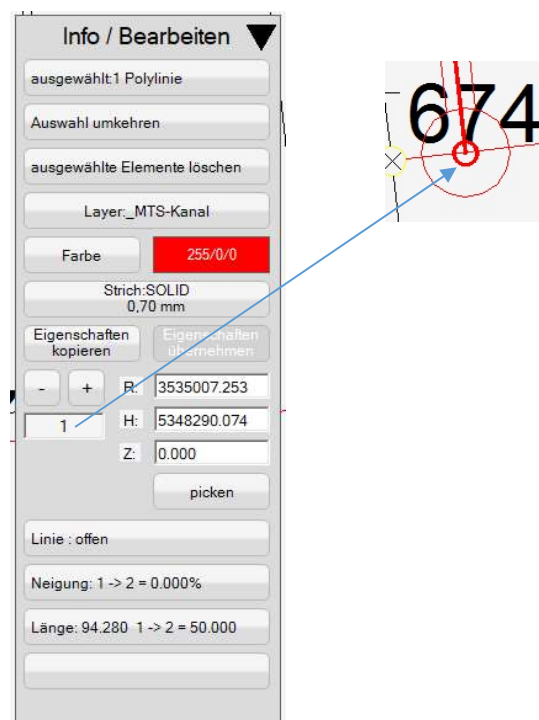 Info / Bearbeiten
ausgewählt:1 Polylinie
Auswahl umkehren
ausgewählte Elemente löschen
Layer:_MTS-Kanal
Farbe 255/0/0
Strich:SOLID
0,70 mm
Eigenschaften
kopieren
Eigenschaften
übernehmen
- + R: 3535007.253
1 H: 5348290.074
Z: 0.000
picken
Linie : offen
Neigung: 1 -> 2 = 0.000%
Länge: 94.280 1 -> 2 = 50.000
674